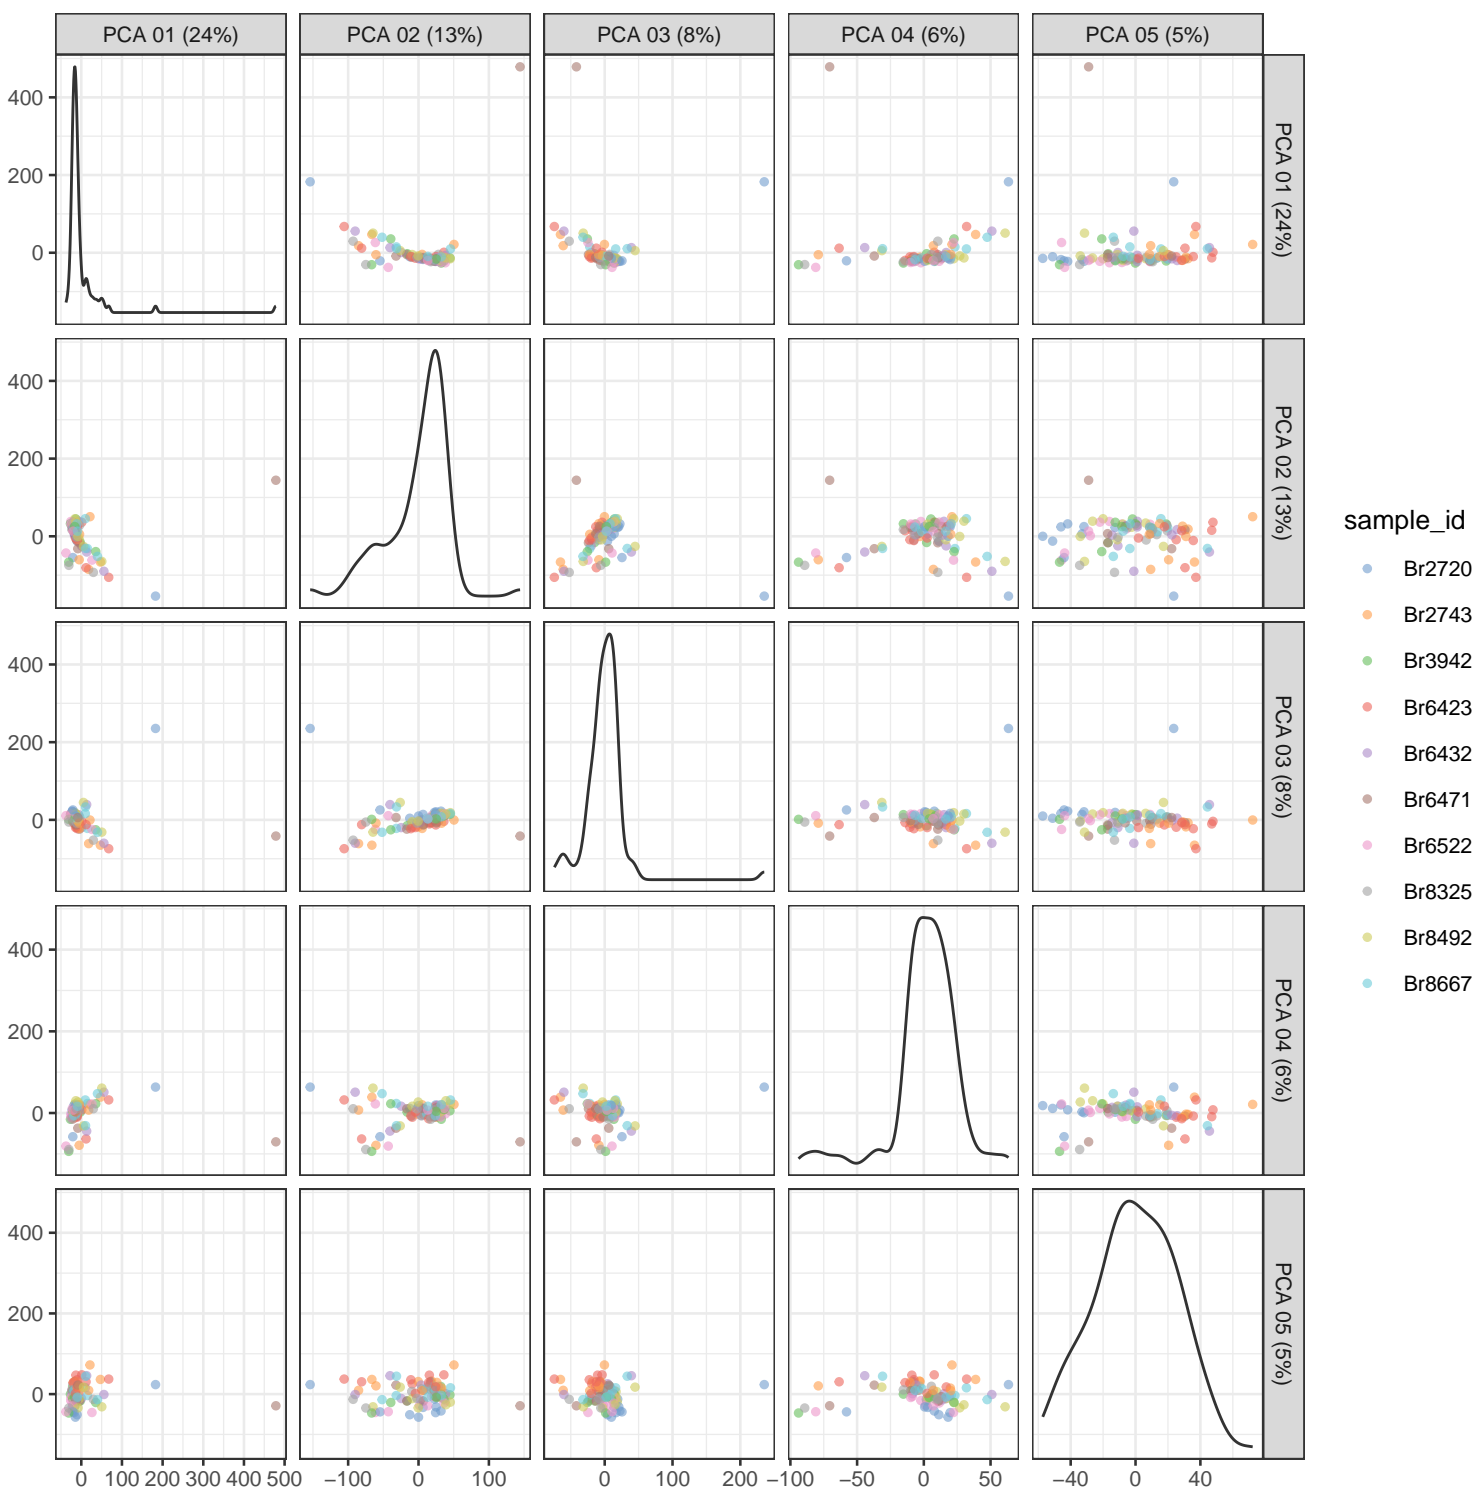 PCA 01 (24%) PCA 02 (13%) PCA 03 (8%) PCA 04 (6%) PCA 05 (5%)
400
200
0
PCA 01 (24%)
400
200
0
PCA 02 (13%)
400
200
0
PCA 03 (8%)
400
200
0
PCA 04 (6%)
400
200
0
PCA 05 (5%)
0 100 200 300 400 500 −100 0 100 0 100 200 −100 −50 0 50 −40 0 40
sample_id
Br2720
Br2743
Br3942
Br6423
Br6432
Br6471
Br6522
Br8325
Br8492
Br8667